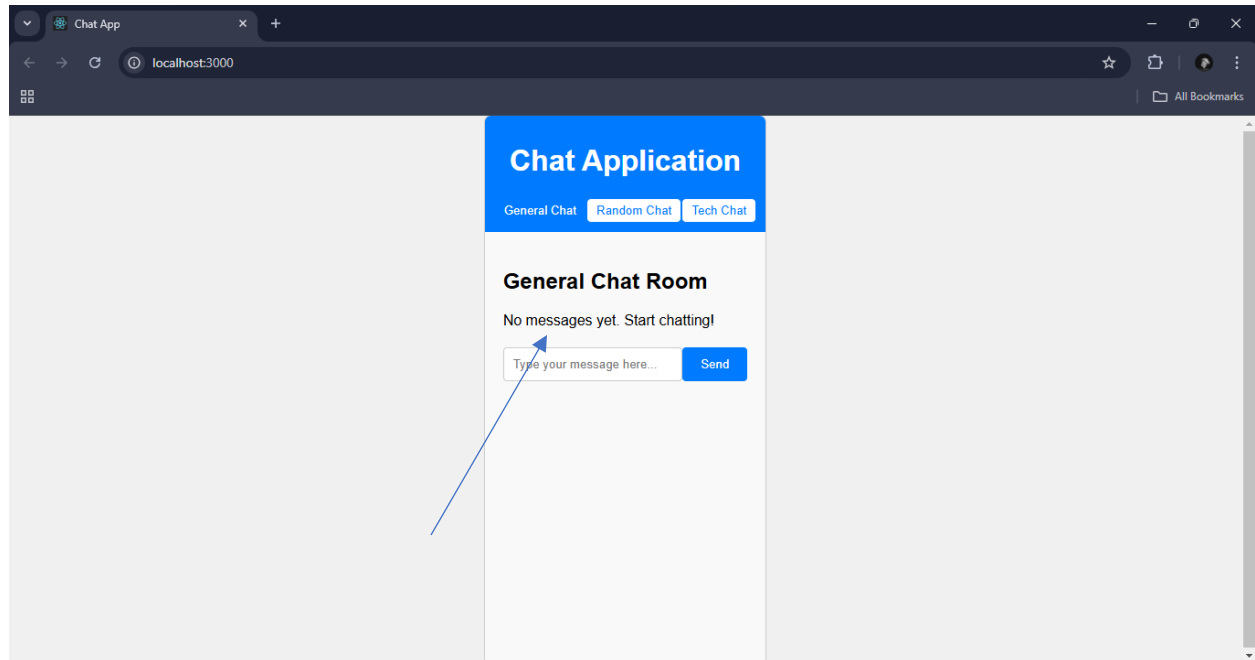 Chat App
localhost:3000
All Bookmarks
Chat Application
General Chat Random Chat Tech Chat
General Chat Room
No messages yet. Start chatting!
Type your message here... Send